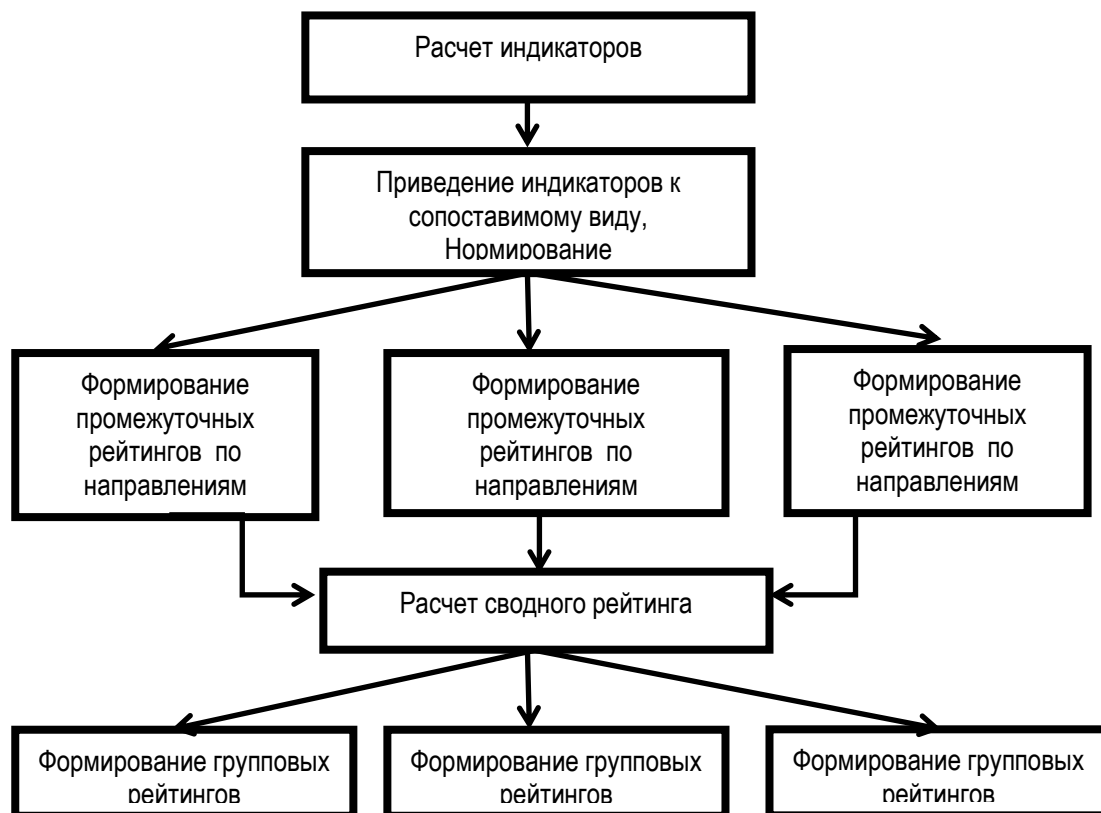 Расчет индикаторов
Приведение индикаторов к
сопоставимому виду,
Нормирование
Формирование
промежуточных
рейтингов по
направлениям
Формирование
промежуточных
рейтингов по
направлениям
Формирование
промежуточных
рейтингов по
направлениям
Расчет сводного рейтинга
Формирование групповых
рейтингов
Формирование групповых
рейтингов
Формирование групповых
рейтингов